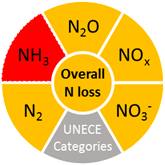 N₂O
NH₃
NOₓ
Overall
N loss
N₂
NO₃⁻
UNECE
Categories